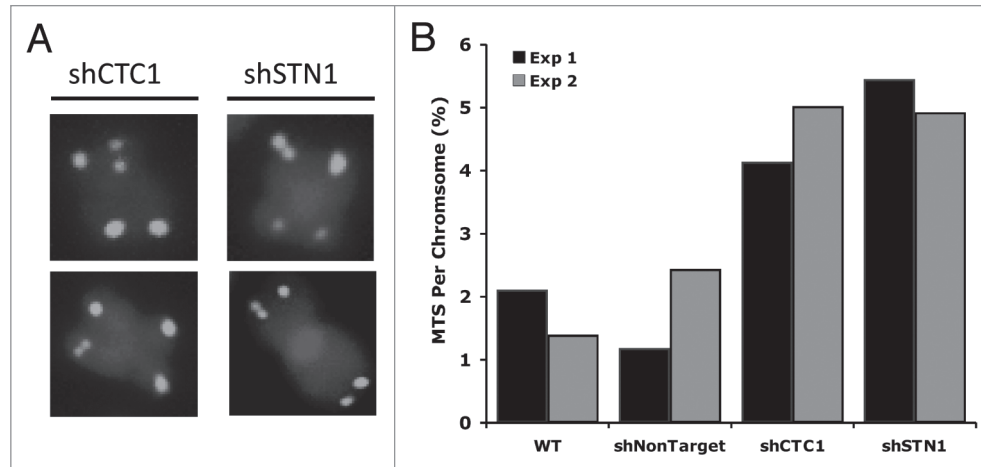 A
shCTC1
shSTN1
B
MTS Per Chromsome (%)
6
5
4
3
2
1
0
Exp 1
Exp 2
WT
shNonTarget
shCTC1
shSTN1